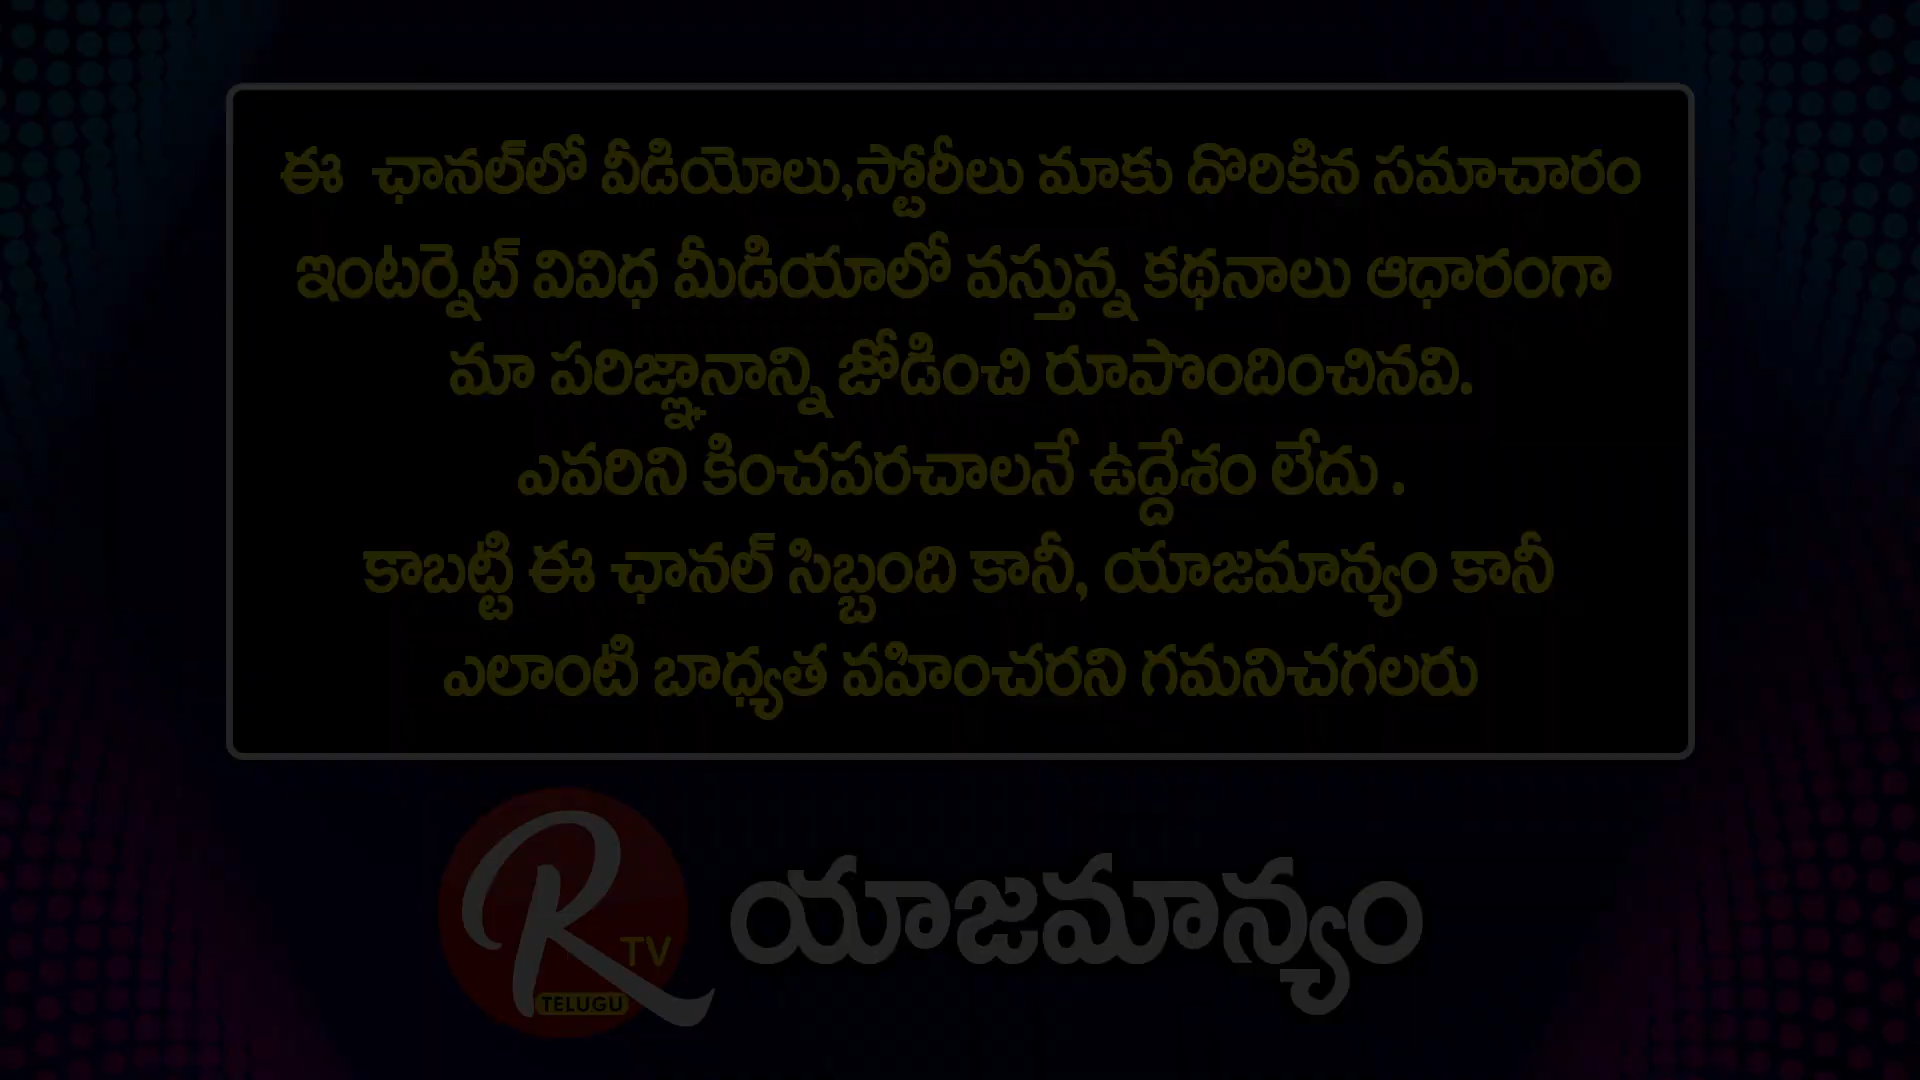 ఈ ఛానల్‌లో వీడియోలు,స్టోరీలు మాకు దొరికిన సమాచారం
ఇంటర్నెట్ వివిధ మీడియాలో వస్తున్న కథనాలు ఆధారంగా
మా పరిజ్ఞానాన్ని జోడించి రూపొందించినవి.
ఎవరిని కించపరచాలనే ఉద్దేశం లేదు .
కాబట్టి ఈ ఛానల్ సిబ్బంది కానీ, యాజమాన్యం కానీ
ఎలాంటి బాధ్యత వహించరని గమనిచగలరు
R
TV
TELUGU
యాజమాన్యం